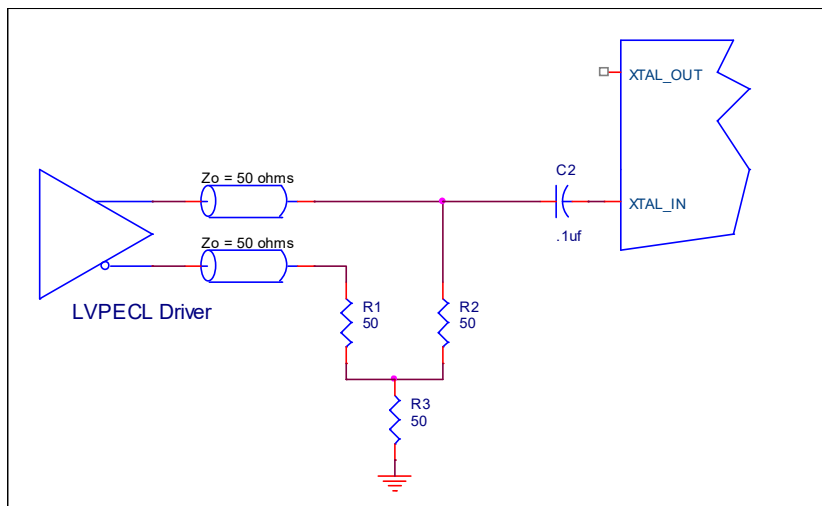 XTAL_OUT
Zo = 50 ohms
C2
XTAL_IN
.1uf
Zo = 50 ohms
LVPECL Driver
R1
50
R2
50
R3
50